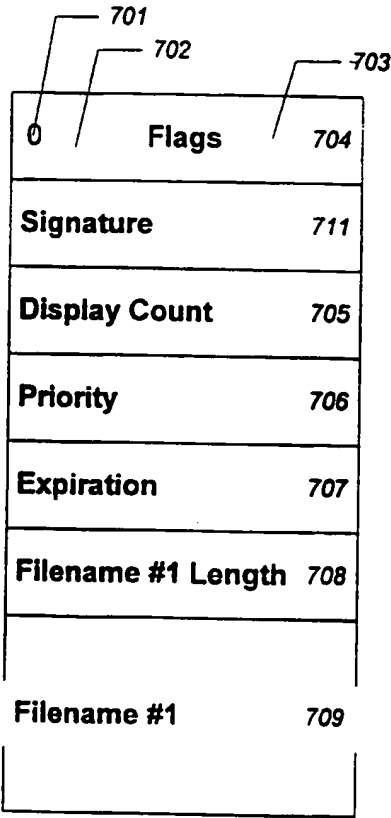 701
702
703
0 Flags 704
Signature 711
Display Count 705
Priority 706
Expiration 707
Filename #1 Length 708
Filename #1 709